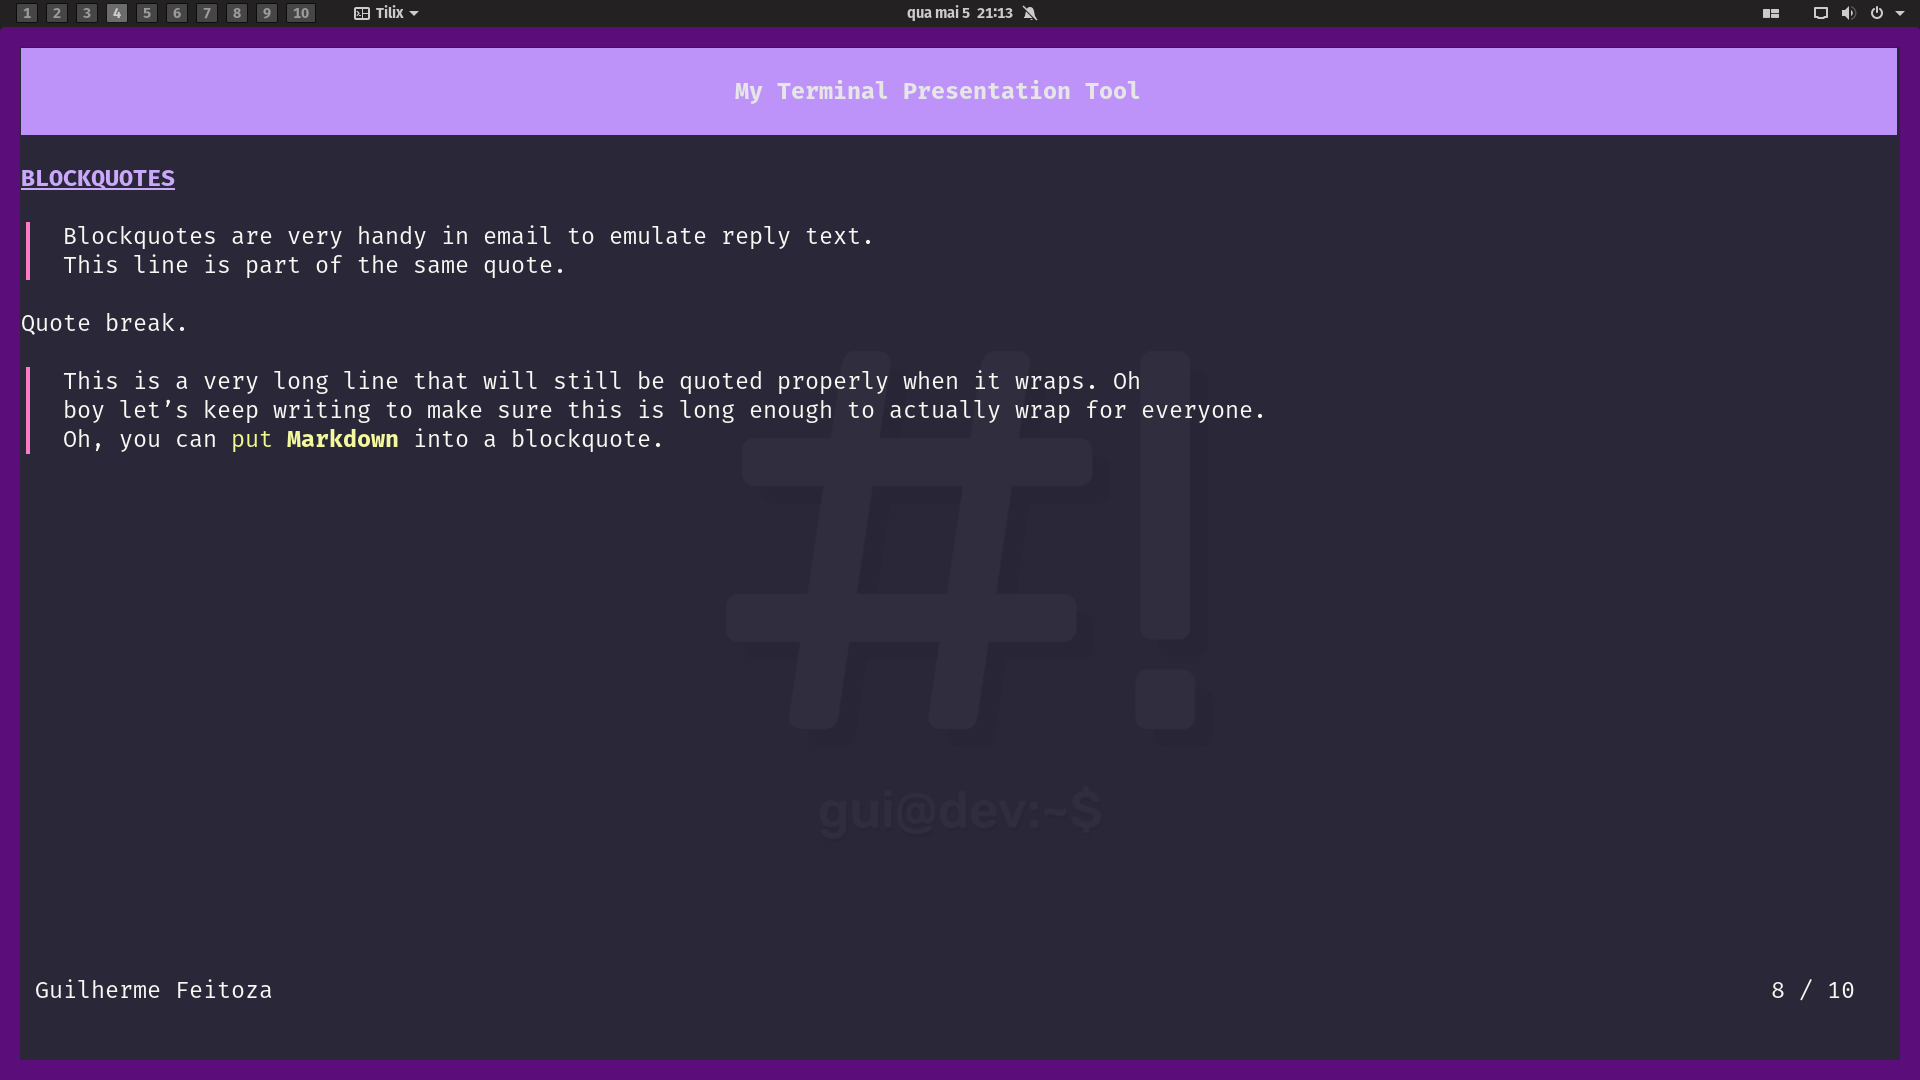 1 2 3 4 5 6 7 8 9 10 Tilix qua mai 5 21:13
My Terminal Presentation Tool
BLOCKQUOTES
Blockquotes are very handy in email to emulate reply text.
This line is part of the same quote.
Quote break.
This is a very long line that will still be quoted properly when it wraps. Oh
boy let’s keep writing to make sure this is long enough to actually wrap for everyone.
Oh, you can put Markdown into a blockquote.
#!
gui@dev:~$
Guilherme Feitoza 8 / 10